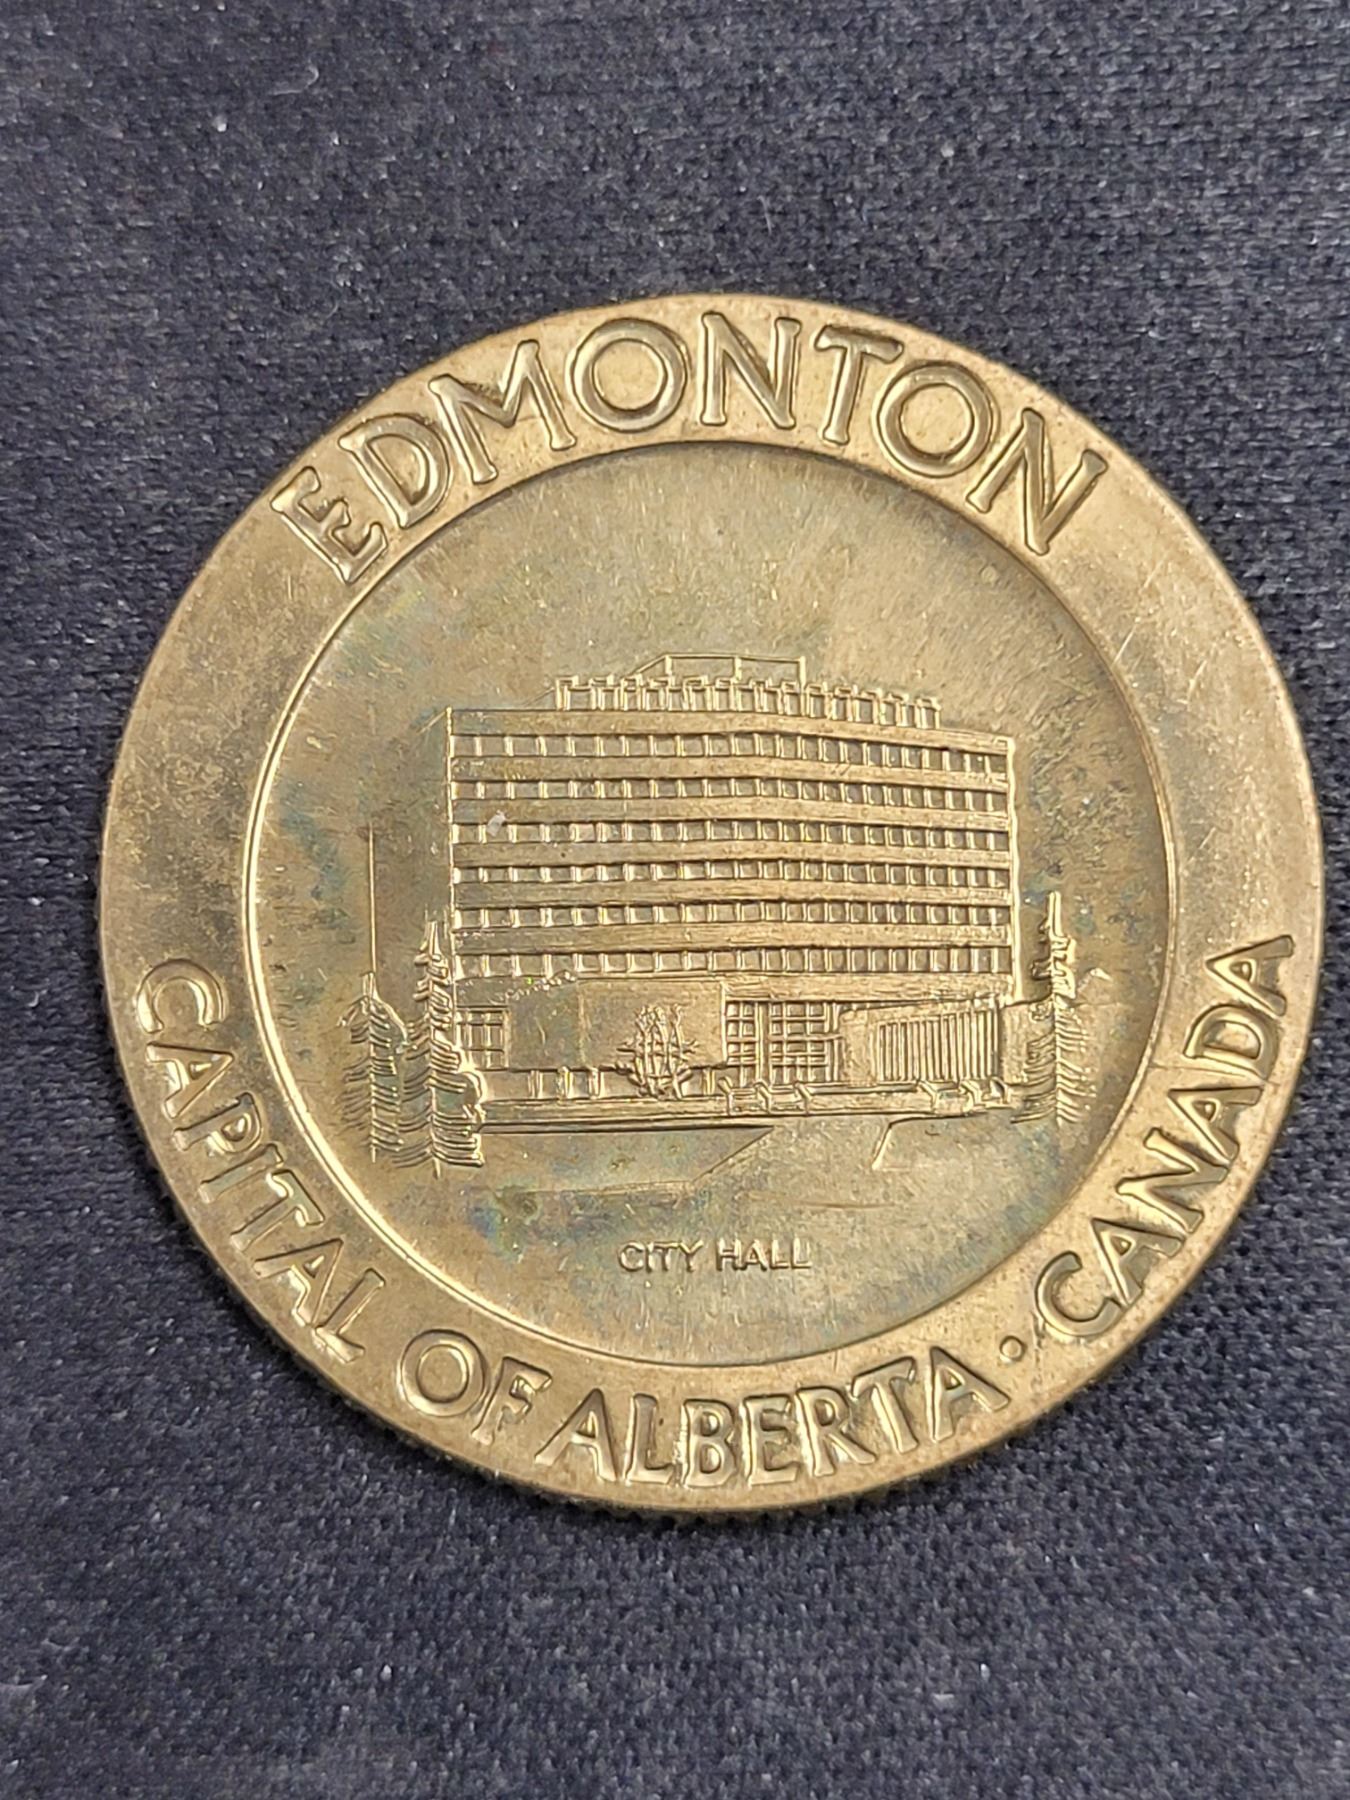 EDMONTON
CITY HALL
CAPITAL OF ALBERTA · CANADA